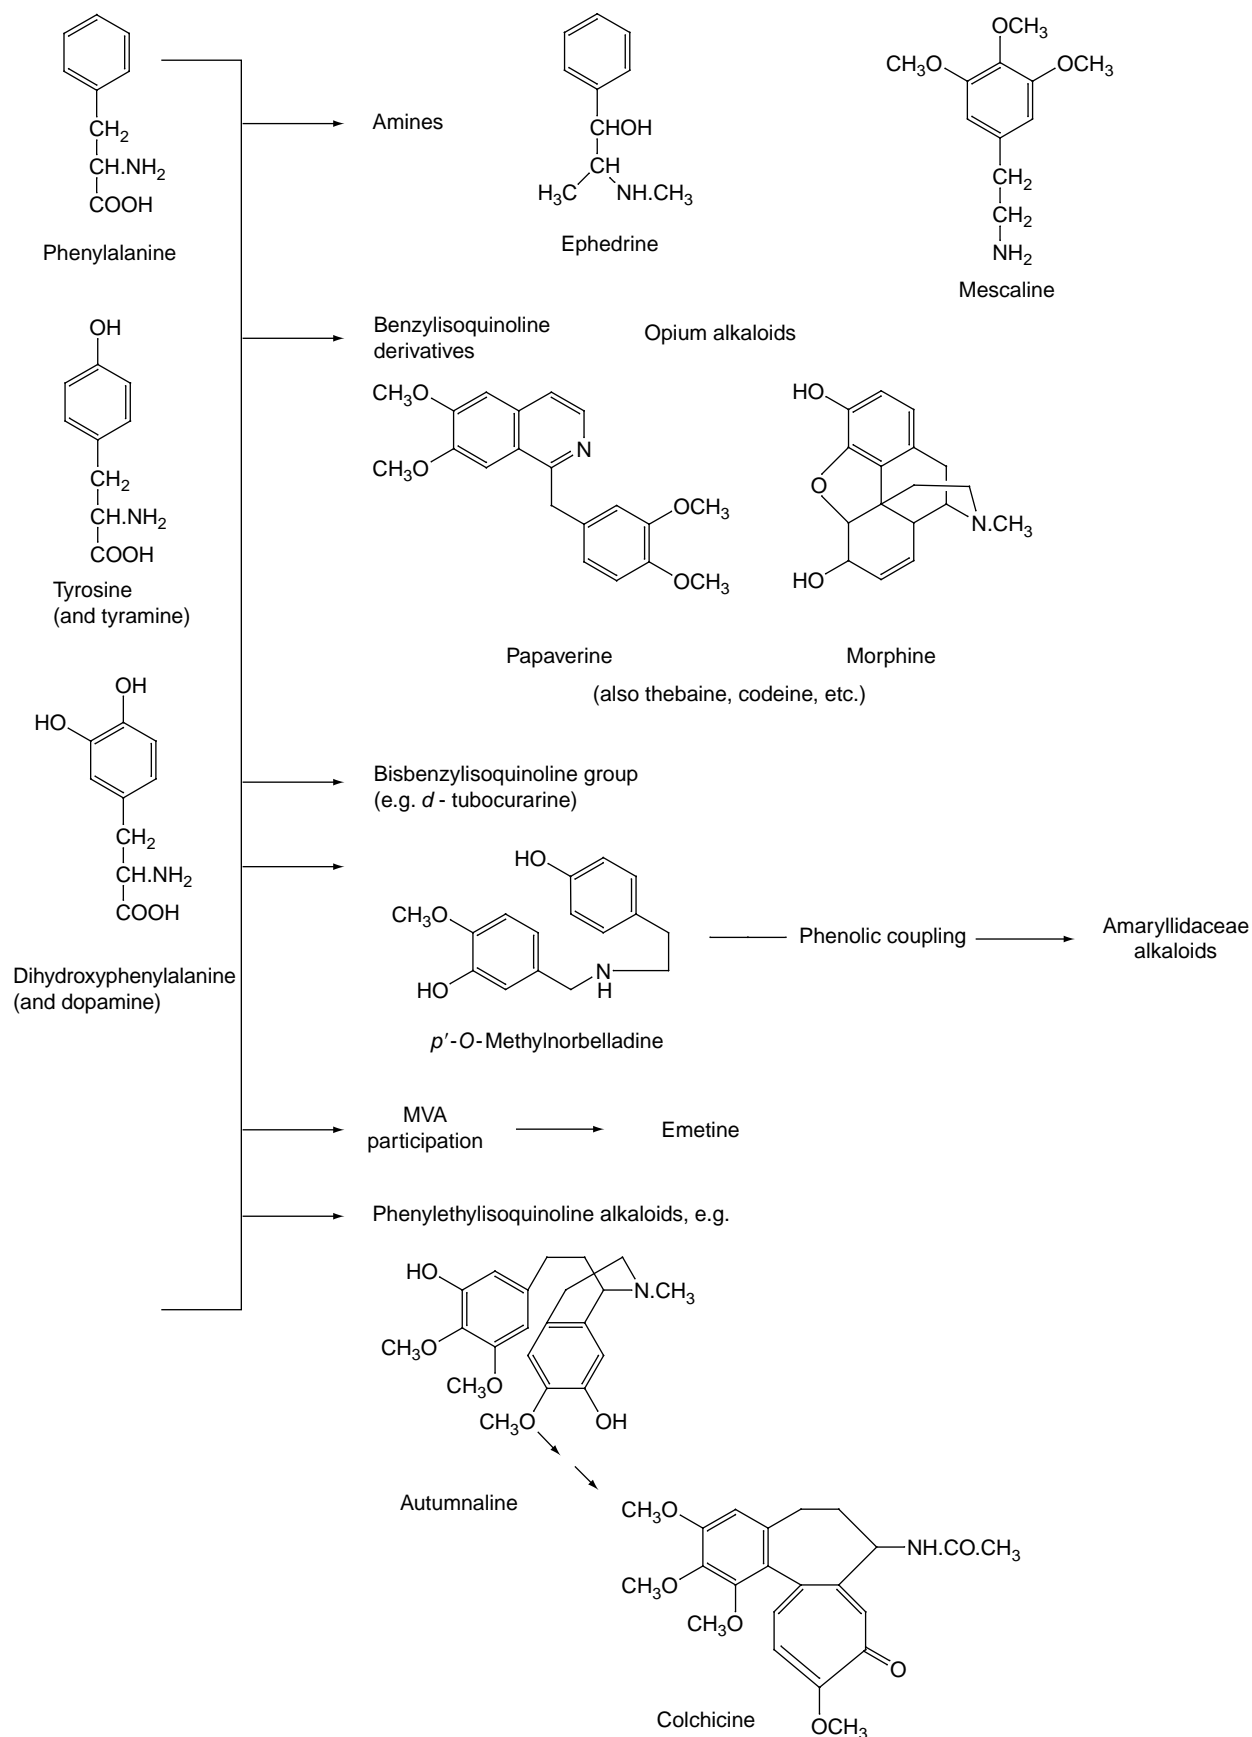 CH₂
CH.NH₂
COOH
Phenylalanine
OH
CH₂
CH.NH₂
COOH
Tyrosine
(and tyramine)
OH
HO
CH₂
CH.NH₂
COOH
Dihydroxyphenylalanine
(and dopamine)
Amines
CHOH
CH
H₃C
NH.CH₃
Ephedrine
OCH₃
CH₃O
OCH₃
CH₂
CH₂
NH₂
Mescaline
Benzylisoquinoline
derivatives
Opium alkaloids
CH₃O
CH₃O
N
OCH₃
OCH₃
Papaverine
HO
O
N.CH₃
HO
Morphine
(also thebaine, codeine, etc.)
Bisbenzylisoquinoline group
(e.g. d - tubocurarine)
HO
CH₃O
HO
N
H
p′-O-Methylnorbelladine
Phenolic coupling
Amaryllidaceae
alkaloids
MVA
participation
Emetine
Phenylethylisoquinoline alkaloids, e.g.
HO
N.CH₃
CH₃O
CH₃O
CH₃O
OH
Autumnaline
CH₃O
CH₃O
CH₃O
NH.CO.CH₃
O
OCH₃
Colchicine